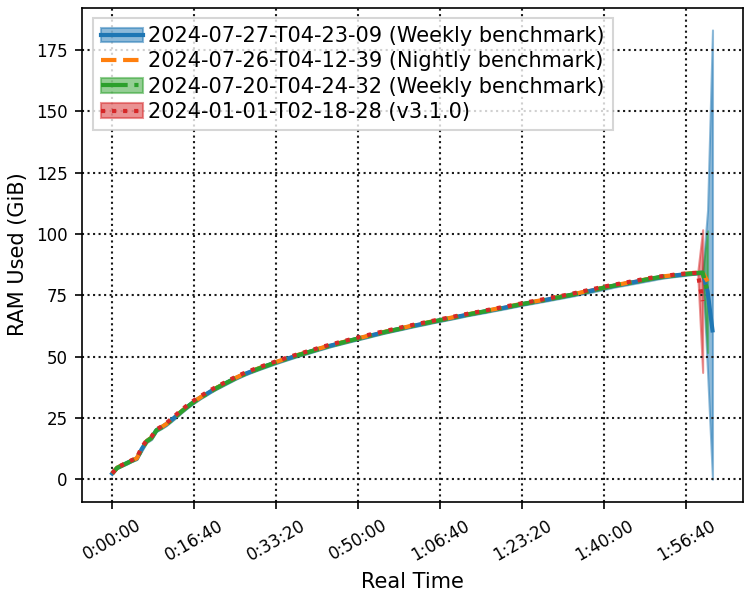 2024-07-27-T04-23-09 (Weekly benchmark)
2024-07-26-T04-12-39 (Nightly benchmark)
2024-07-20-T04-24-32 (Weekly benchmark)
2024-01-01-T02-18-28 (v3.1.0)
175
150
125
100
75
50
25
0
RAM Used (GiB)
0:00:00
0:16:40
0:33:20
0:50:00
1:06:40
1:23:20
1:40:00
1:56:40
Real Time